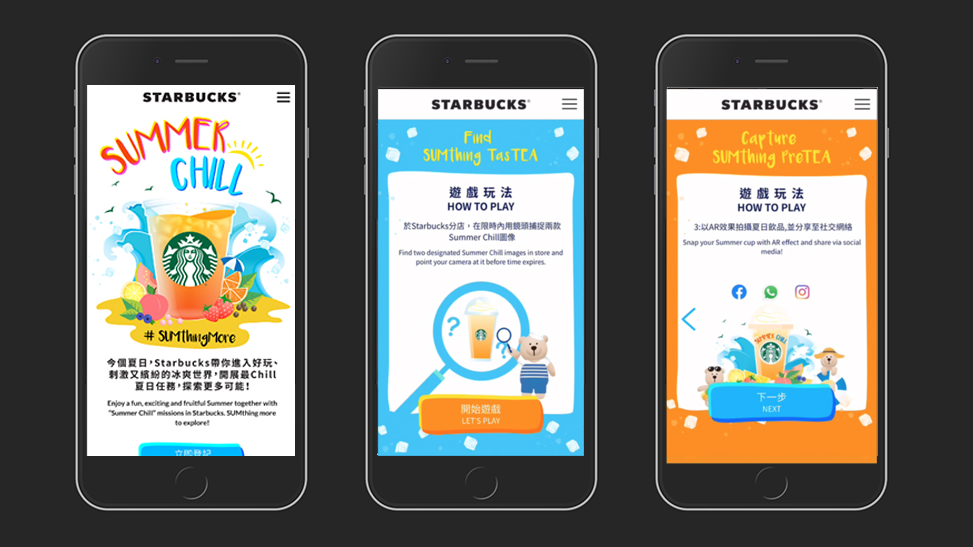 STARBUCKS®
SUMMER
CHILL
# SUMthingMore
今個夏日，Starbucks帶你進入好玩、
刺激又繽紛的冰爽世界，開展最Chill
夏日任務，探索更多可能！
Enjoy a fun, exciting and fruitful Summer together with
"Summer Chill" missions in Starbucks. SUMthing more
to explore!
立即登記
STARBUCKS®
Find
SUMthing TasTEA
遊戲玩法
HOW TO PLAY
於Starbucks分店，在限時內用鏡頭捕捉兩款
Summer Chill圖像
Find two designated Summer Chill images in store and
point your camera at it before time expires.
?
?
開始遊戲
LET'S PLAY
STARBUCKS®
Capture
SUMthing PreTEA
遊戲玩法
HOW TO PLAY
3:以AR效果拍攝夏日飲品,並分享至社交網絡
Snap your Summer cup with AR effect and share via social
media!
SUMMER CHILL
下一步
NEXT